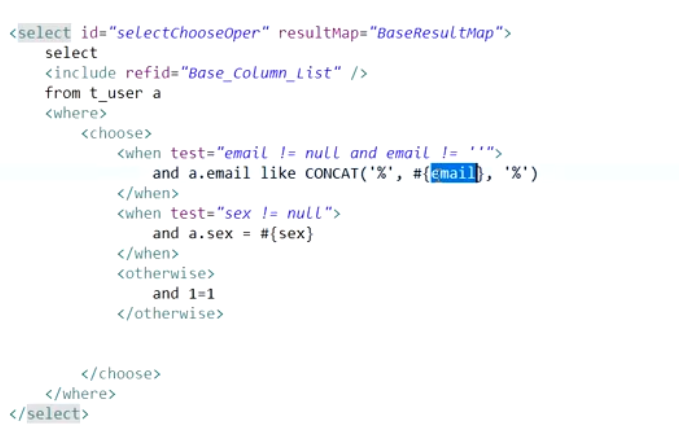 <select id="selectChooseOper" resultMap="BaseResultMap">
select
<include refid="Base_Column_List" />
from t_user a
<where>
<choose>
<when test="email != null and email != ''">
and a.email like CONCAT('%', #{email}, '%')
</when>
<when test="sex != null">
and a.sex = #{sex}
</when>
<otherwise>
and 1=1
</otherwise>
</choose>
</where>
</select>